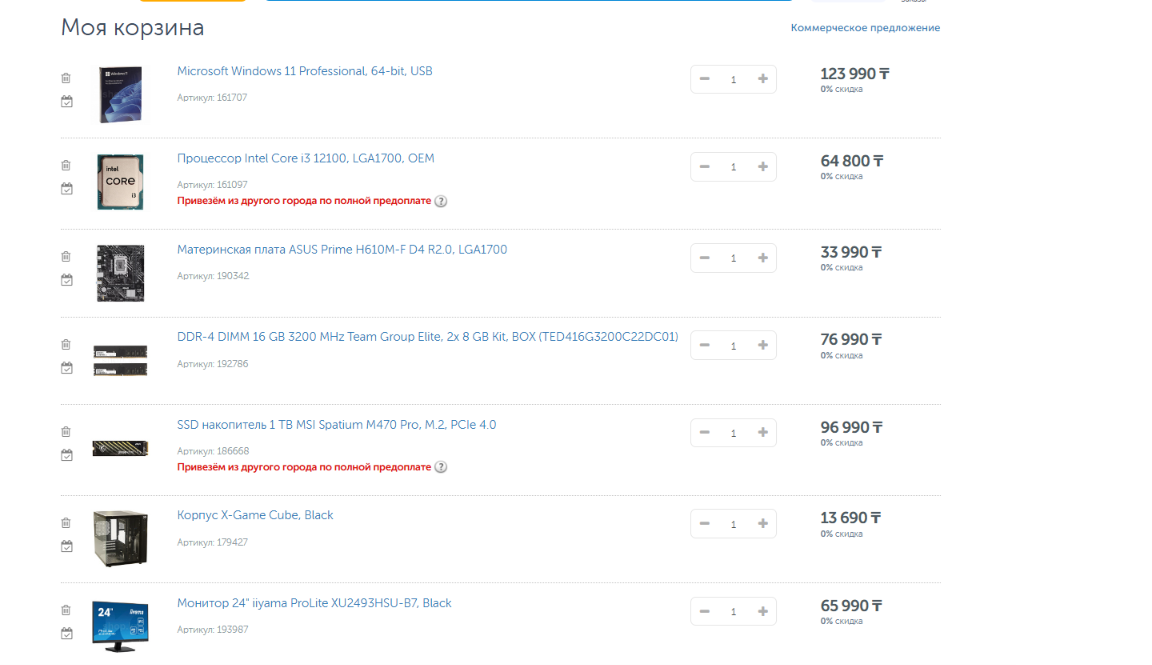 Моя корзина
Коммерческое предложение
Microsoft Windows 11 Professional, 64-bit, USB
Артикул: 161707
1
123 990 ₸
0% скидка
Процессор Intel Core i3 12100, LGA1700, OEM
Артикул: 161097
Привезём из другого города по полной предоплате ?
1
64 800 ₸
0% скидка
intel
CORE
i3
Материнская плата ASUS Prime H610M-F D4 R2.0, LGA1700
Артикул: 190342
1
33 990 ₸
0% скидка
DDR-4 DIMM 16 GB 3200 MHz Team Group Elite, 2x 8 GB Kit, BOX (TED416G3200C22DC01)
Артикул: 192786
1
76 990 ₸
0% скидка
SSD накопитель 1 TB MSI Spatium M470 Pro, M.2, PCIe 4.0
Артикул: 186668
Привезём из другого города по полной предоплате ?
1
96 990 ₸
0% скидка
Корпус X-Game Cube, Black
Артикул: 179427
1
13 690 ₸
0% скидка
Монитор 24" iiyama ProLite XU2493HSU-B7, Black
Артикул: 193987
1
65 990 ₸
0% скидка
24"